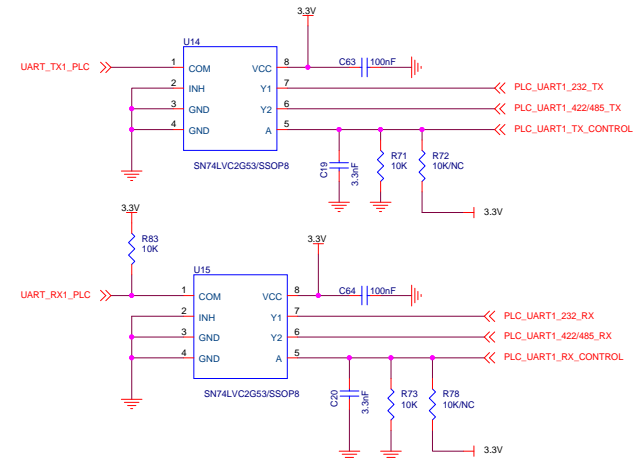 3.3V
U14
C63 100nF
UART_TX1_PLC
1 COM VCC 8
2 INH Y1 7 PLC_UART1_232_TX
3 GND Y2 6 PLC_UART1_422/485_TX
4 GND A 5 PLC_UART1_TX_CONTROL
SN74LVC2G53/SSOP8
C19 3.3nF
R71 10K
R72 10K/NC
3.3V
3.3V
R83 10K
3.3V
U15
C64 100nF
UART_RX1_PLC
1 COM VCC 8
2 INH Y1 7 PLC_UART1_232_RX
3 GND Y2 6 PLC_UART1_422/485_RX
4 GND A 5 PLC_UART1_RX_CONTROL
SN74LVC2G53/SSOP8
C20 3.3nF
R73 10K
R78 10K/NC
3.3V